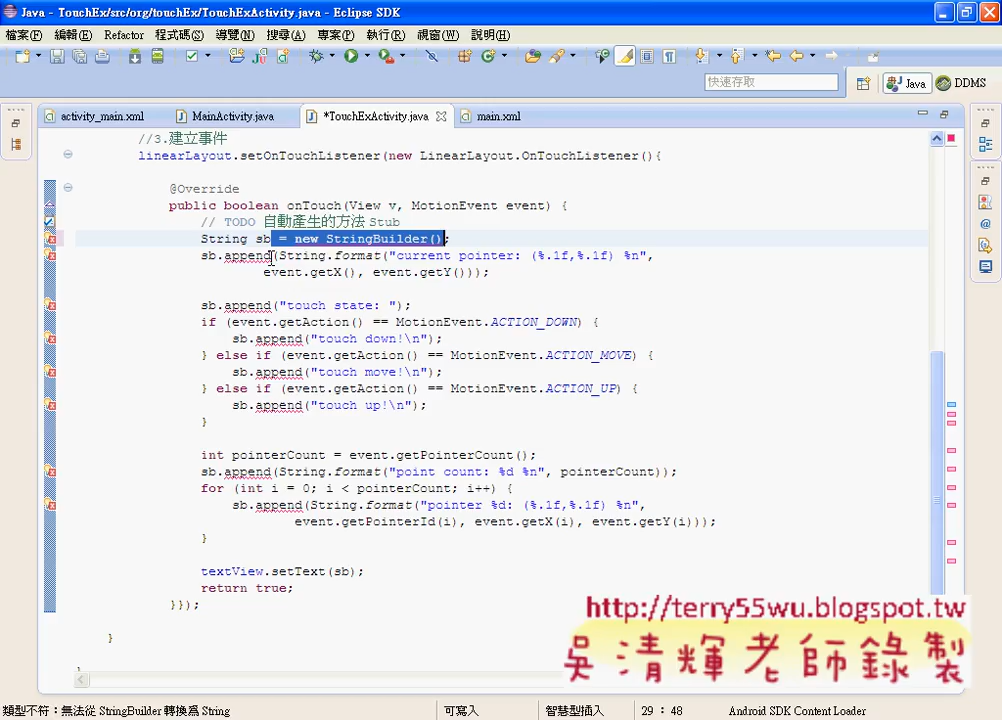 Java - TouchEx/src/org/touchEx/TouchExActivity.java - Eclipse SDK
檔案(F) 編輯(E) Refactor 程式碼(S) 導覽(N) 搜尋(A) 專案(P) 執行(R) 視窗(W) 說明(H)
快速存取 Java DDMS
activity_main.xml MainActivity.java *TouchExActivity.java main.xml
//3.建立事件
linearLayout.setOnTouchListener(new LinearLayout.OnTouchListener(){
@Override
public boolean onTouch(View v, MotionEvent event) {
// TODO 自動產生的方法 Stub
String sb = new StringBuilder();
sb.append(String.format("current pointer: (%.1f,%.1f) %n",
event.getX(), event.getY()));
sb.append("touch state: ");
if (event.getAction() == MotionEvent.ACTION_DOWN) {
sb.append("touch down!\n");
} else if (event.getAction() == MotionEvent.ACTION_MOVE) {
sb.append("touch move!\n");
} else if (event.getAction() == MotionEvent.ACTION_UP) {
sb.append("touch up!\n");
}
int pointerCount = event.getPointerCount();
sb.append(String.format("point count: %d %n", pointerCount));
for (int i = 0; i < pointerCount; i++) {
sb.append(String.format("pointer %d: (%.1f,%.1f) %n",
event.getPointerId(i), event.getX(i), event.getY(i)));
}
textView.setText(sb);
return true;
}});
}
http://terry55wu.blogspot.tw
吳清輝老師錄製
類型不符：無法從 StringBuilder 轉換為 String 可寫入 智慧型插入 29 : 48 Android SDK Content Loader